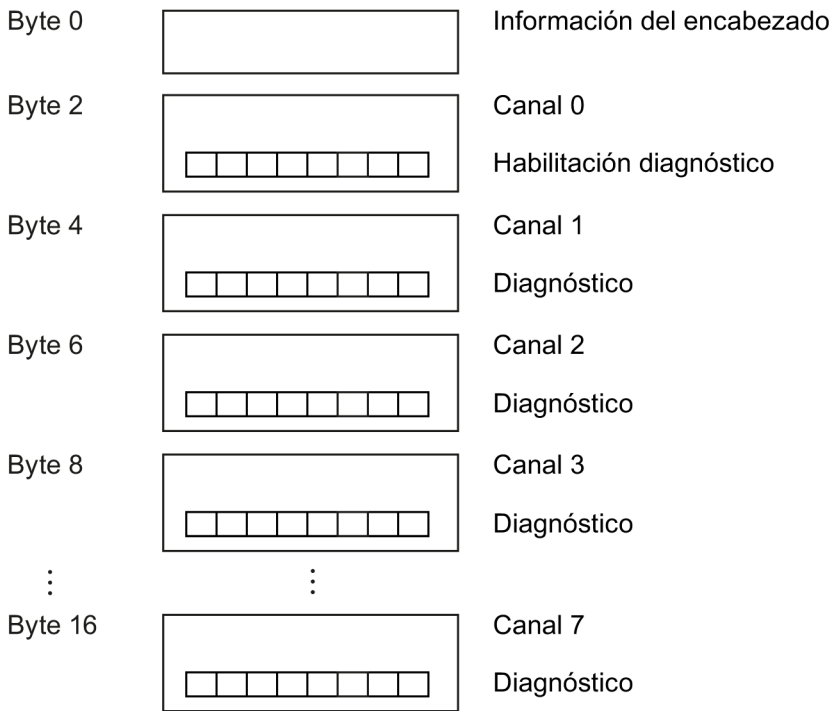 Byte 0 Información del encabezado
Byte 2 Canal 0
Habilitación diagnóstico
Byte 4 Canal 1
Diagnóstico
Byte 6 Canal 2
Diagnóstico
Byte 8 Canal 3
Diagnóstico
⋮ ⋮
Byte 16 Canal 7
Diagnóstico